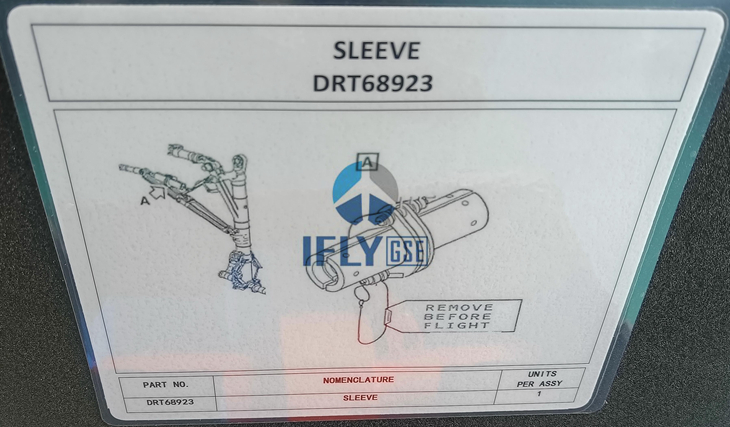 SLEEVE
DRT68923
A
A
IFLY GSE
REMOVE
BEFORE
FLIGHT
PART NO.
NOMENCLATURE
UNITS
PER ASSY
DRT68923
SLEEVE
1